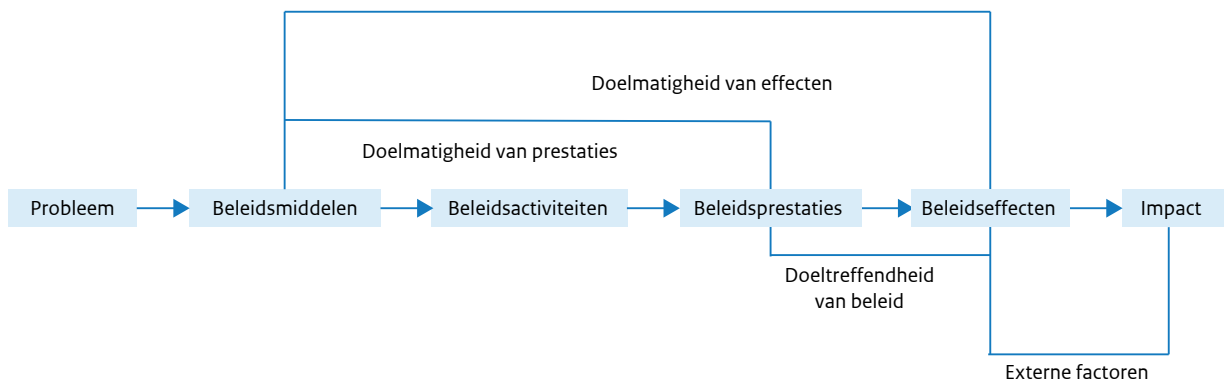 Doelmatigheid van effecten
Doelmatigheid van prestaties
Probleem
Beleidsmiddelen
Beleidsactiviteiten
Beleidsprestaties
Beleidseffecten
Impact
Doeltreffendheid
van beleid
Externe factoren